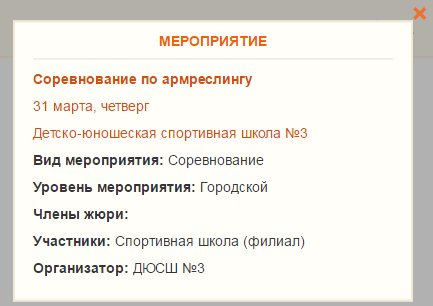 МЕРОПРИЯТИЕ
Соревнование по армреслингу
31 марта, четверг
Детско-юношеская спортивная школа №3
Вид мероприятия: Соревнование
Уровень мероприятия: Городской
Члены жюри:
Участники: Спортивная школа (филиал)
Организатор: ДЮСШ №3